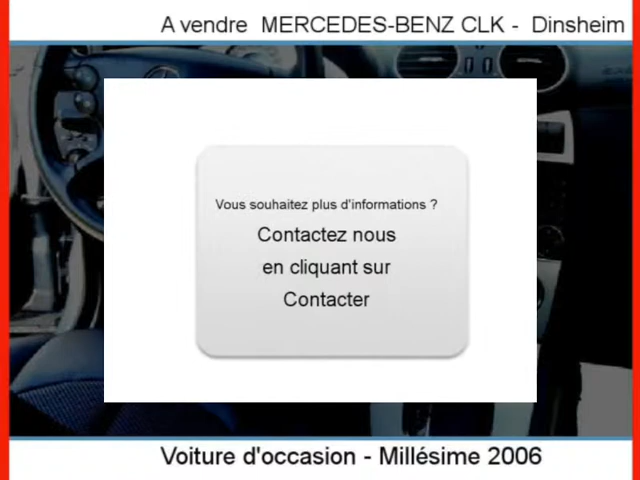 A vendre MERCEDES-BENZ CLK - Dinsheim
Vous souhaitez plus d'informations ?
Contactez nous
en cliquant sur
Contacter
Voiture d'occasion - Millésime 2006